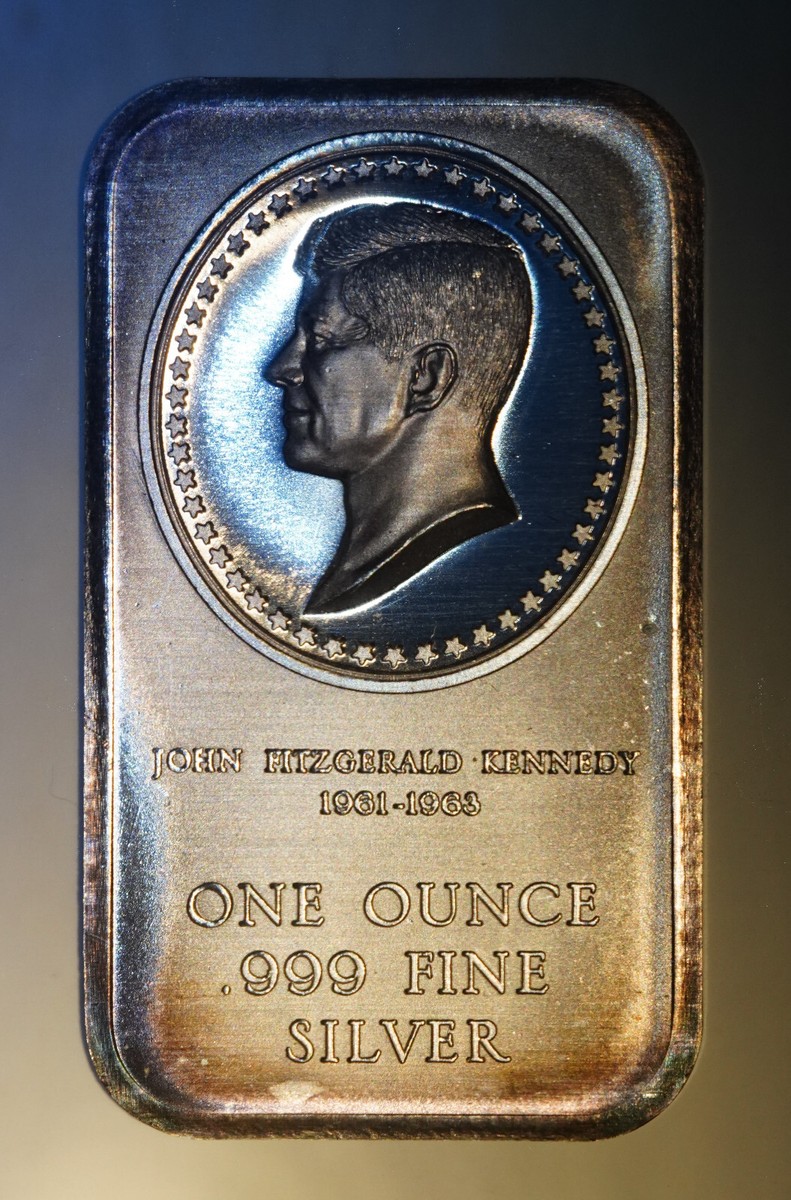 JOHN FITZGERALD KENNEDY
1961-1963
ONE OUNCE
.999 FINE
SILVER